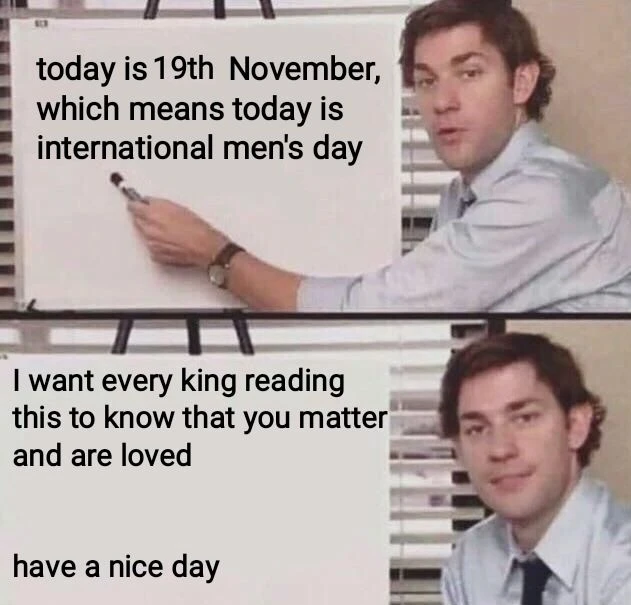 today is 19th November,
which means today is
international men's day
I want every king reading
this to know that you matter
and are loved
have a nice day